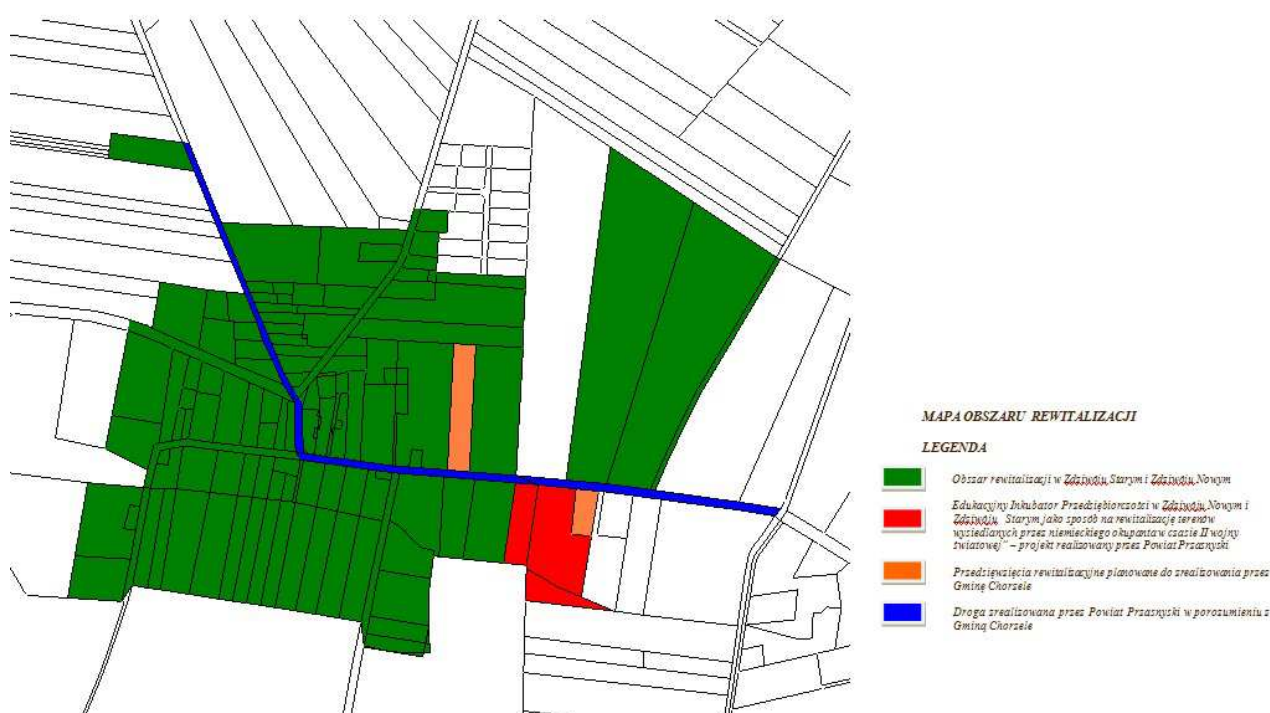 MAPA OBSZARU REWITALIZACJI
LEGENDA
Obszar rewitalizacji w Zdziwóju Starym i Zdziwóju Nowym
Edukacyjny Inkubator Przedsiębiorczości w Zdziwóju Nowym i
Zdziwóju Starym jako sposób na rewitalizację terenów
wysiedlanych przez niemieckiego okupanta w czasie II wojny
światowej" – projekt realizowany przez Powiat Przasnyski
Przedsięwzięcia rewitalizacyjne planowane do zrealizowania przez
Gminę Chorzele
Droga zrealizowana przez Powiat Przasnyski w porozumieniu z
Gminą Chorzele